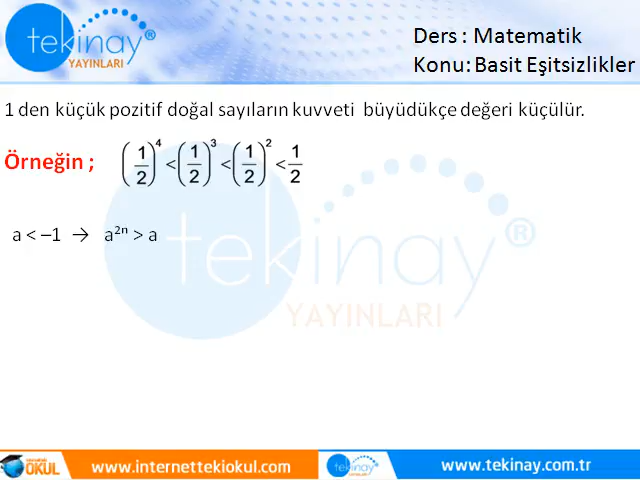 tekinay®
YAYINLARI
Ders : Matematik
Konu: Basit Eşitsizlikler
1 den küçük pozitif doğal sayıların kuvveti büyüdükçe değeri küçülür.
Örneğin ; (1/2)⁴ < (1/2)³ < (1/2)² < 1/2
a < –1 → a²ⁿ > a
tekinay®
YAYINLARI
OKUL
www.internettekiokul.com
tekinay
www.tekinay.com.tr